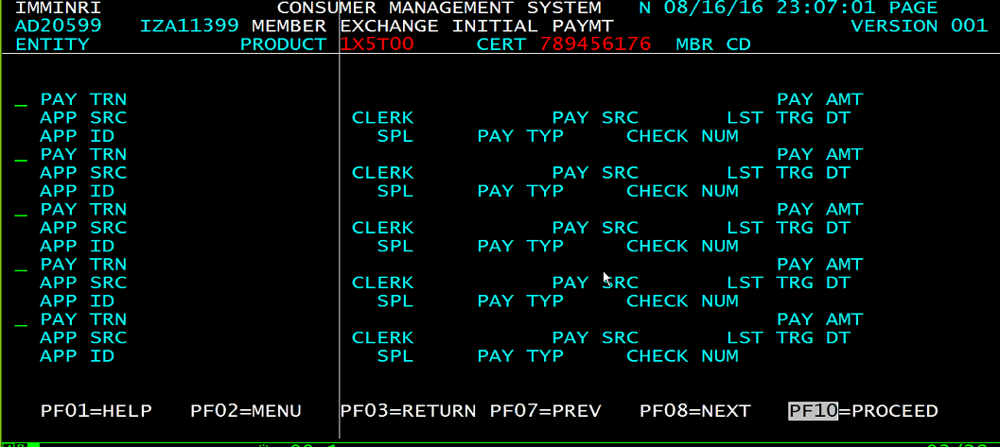 IMMINRI CONSUMER MANAGEMENT SYSTEM N 08/16/16 23:07:01 PAGE
AD20599 IZA11399 MEMBER EXCHANGE INITIAL PAYMT VERSION 001
ENTITY PRODUCT 1X5T00 CERT 789456176 MBR CD
_ PAY TRN PAY AMT
APP SRC CLERK PAY SRC LST TRG DT
APP ID SPL PAY TYP CHECK NUM
_ PAY TRN PAY AMT
APP SRC CLERK PAY SRC LST TRG DT
APP ID SPL PAY TYP CHECK NUM
_ PAY TRN PAY AMT
APP SRC CLERK PAY SRC LST TRG DT
APP ID SPL PAY TYP CHECK NUM
_ PAY TRN PAY AMT
APP SRC CLERK PAY SRC LST TRG DT
APP ID SPL PAY TYP CHECK NUM
_ PAY TRN PAY AMT
APP SRC CLERK PAY SRC LST TRG DT
APP ID SPL PAY TYP CHECK NUM
PF01=HELP PF02=MENU PF03=RETURN PF07=PREV PF08=NEXT PF10=PROCEED